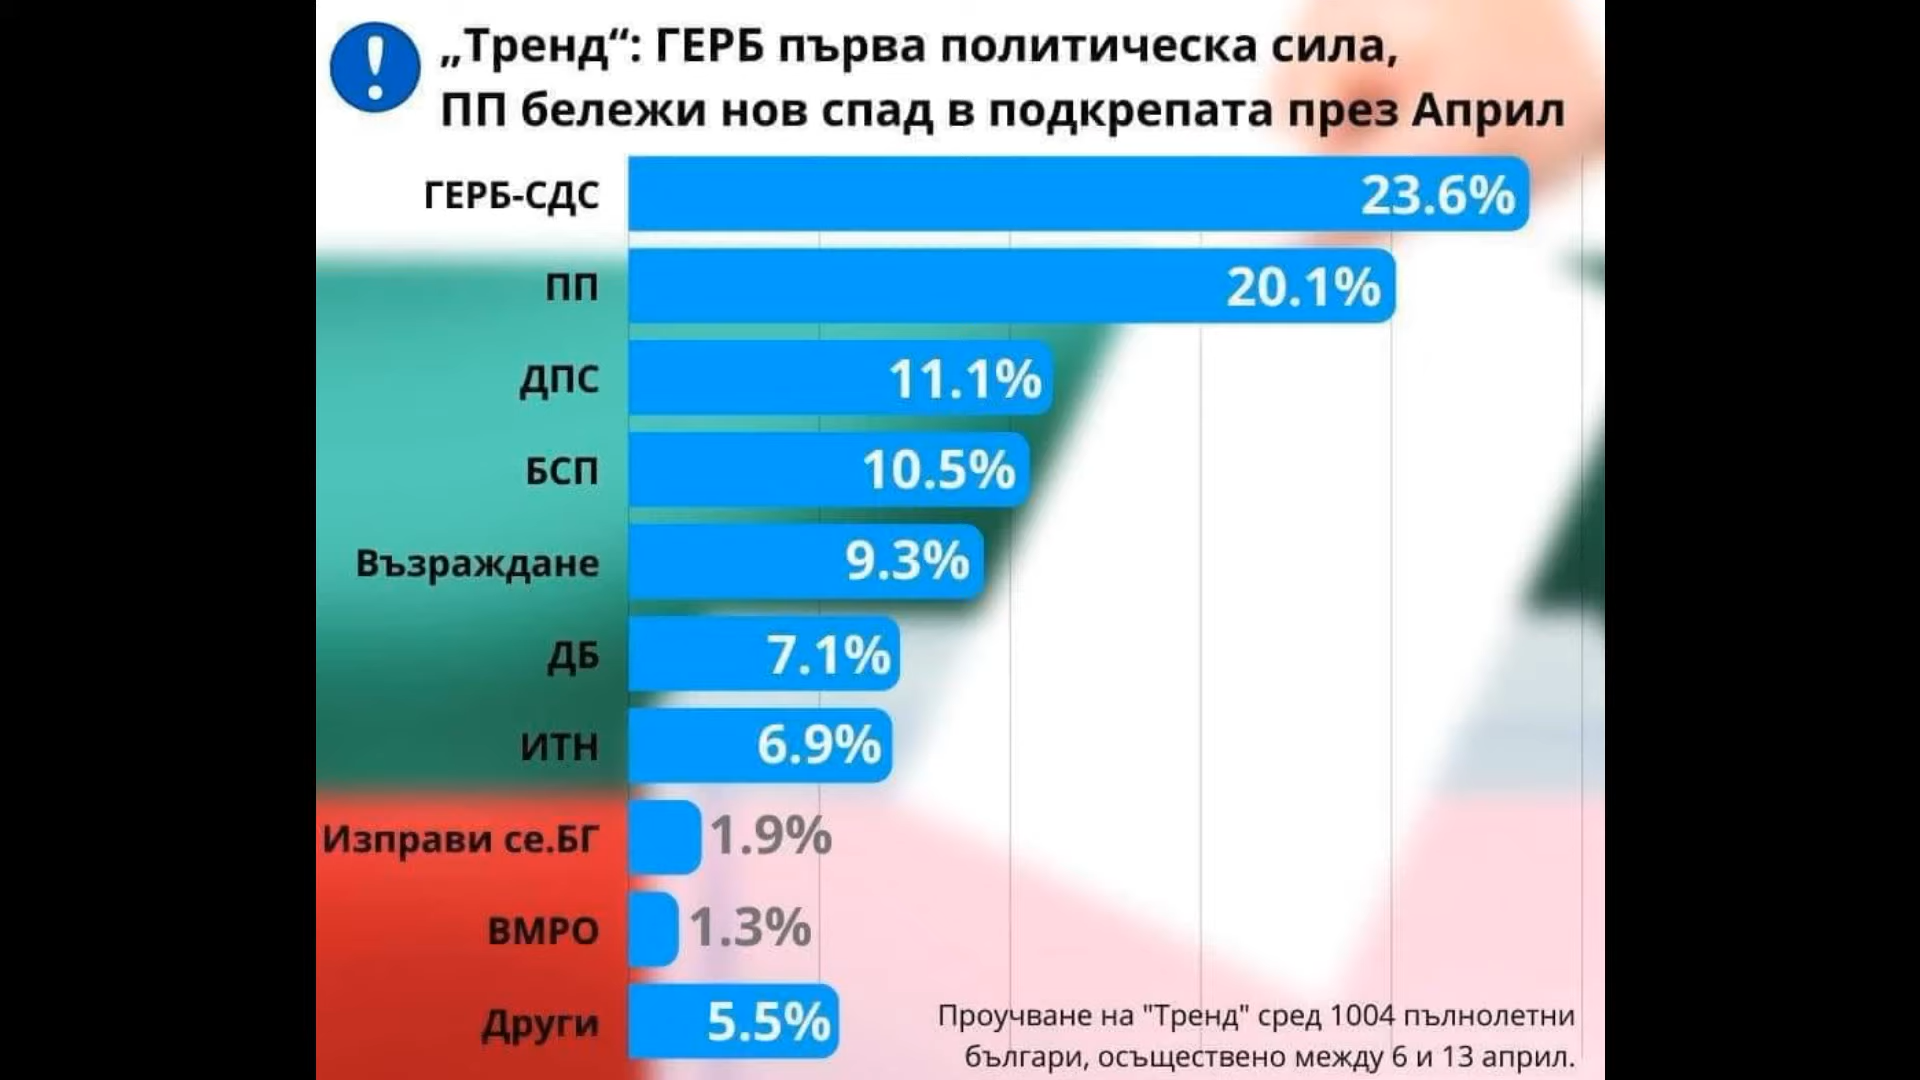 „Тренд“: ГЕРБ първа политическа сила,
ПП бележи нов спад в подкрепата през Април
ГЕРБ-СДС 23.6%
ПП 20.1%
ДПС 11.1%
БСП 10.5%
Възраждане 9.3%
ДБ 7.1%
ИТН 6.9%
Изправи се.БГ 1.9%
ВМРО 1.3%
Други 5.5%
Проучване на "Тренд" сред 1004 пълнолетни
българи, осъществено между 6 и 13 април.